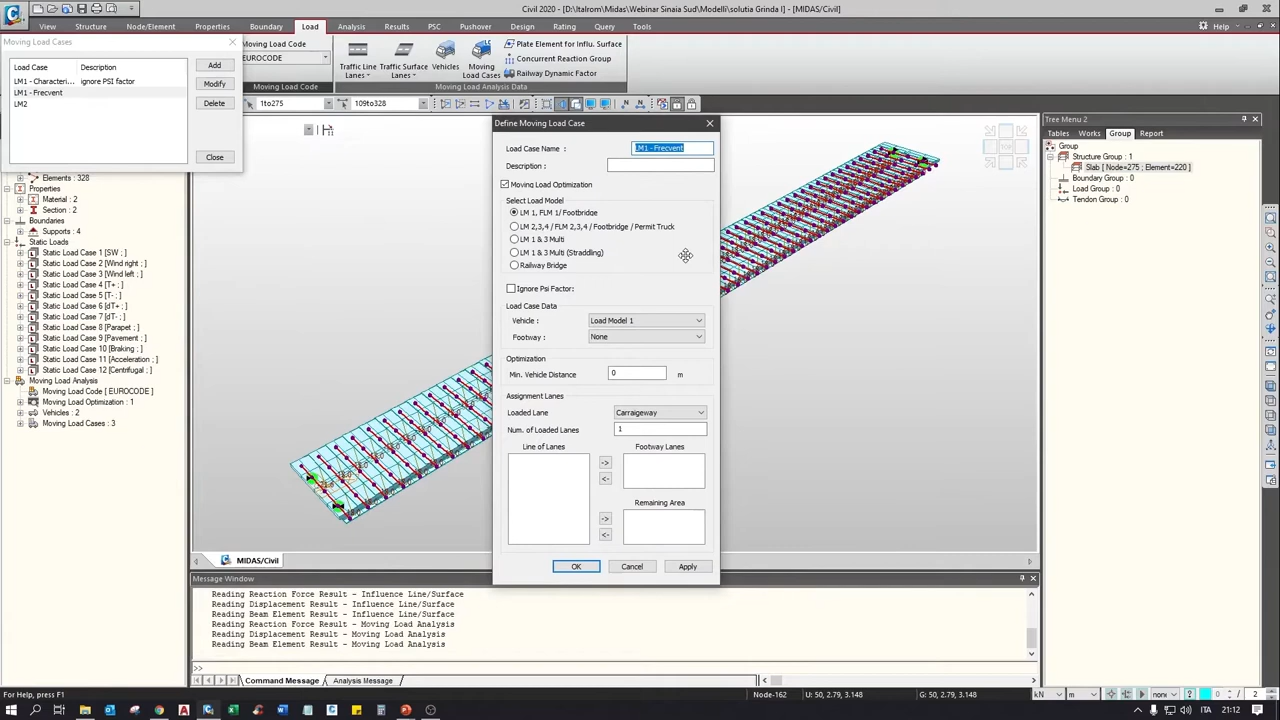 Civil 2020 - [D:\Italrom\Midas\Webinar Sinaia Sud\Modelli\solutia Grinda I] - [MIDAS/Civil]
View Structure Node/Element Properties Boundary Load Analysis Results PSC Pushover Design Rating Query Tools Help
Moving Load Cases
Load Case Description
LM1 - Characteri... ignore PSI factor
LM1 - Frecvent
LM2
Add
Modify
Delete
Close
Moving Load Code
EUROCODE
Moving Load Code
Traffic Line Lanes
Traffic Surface Lanes
Vehicles
Moving Load Cases
Plate Element for Influ. Surface
Concurrent Reaction Group
Railway Dynamic Factor
Moving Load Analysis Data
1to275
109to328
Elements : 328
Properties
Material : 2
Section : 2
Boundaries
Supports : 4
Static Loads
Static Load Case 1 [SW ; ]
Static Load Case 2 [Wind right ; ]
Static Load Case 3 [Wind left ; ]
Static Load Case 4 [T+ ; ]
Static Load Case 5 [T- ; ]
Static Load Case 6 [dT+ ; ]
Static Load Case 7 [dT- ; ]
Static Load Case 8 [Parapet ; ]
Static Load Case 9 [Pavement ; ]
Static Load Case 10 [Braking ; ]
Static Load Case 11 [Acceleration ; ]
Static Load Case 12 [Centrifugal ; ]
Moving Load Analysis
Moving Load Code [ EUROCODE ]
Moving Load Optimization : 1
Vehicles : 2
Moving Load Cases : 3
Define Moving Load Case
Load Case Name : LM1 - Frecvent
Description :
Moving Load Optimization
Select Load Model
LM 1, FLM 1/ Footbridge
LM 2,3,4 / FLM 2,3,4 / Footbridge / Permit Truck
LM 1 & 3 Multi
LM 1 & 3 Multi (Straddling)
Railway Bridge
Ignore Psi Factor:
Load Case Data
Vehicle : Load Model 1
Footway : None
Optimization
Min. Vehicle Distance 0 m
Assignment Lanes
Loaded Lane Carraigeway
Num. of Loaded Lanes 1
Line of Lanes Footway Lanes
-> 
<-
Remaining Area
->
<-
OK Cancel Apply
Tree Menu 2
Tables Works Group Report
Group
Structure Group : 1
Slab [ Node=275 ; Element=220 ]
Boundary Group : 0
Load Group : 0
Tendon Group : 0
MIDAS/Civil
Message Window
Reading Reaction Force Result - Influence Line/Surface
Reading Displacement Result - Influence Line/Surface
Reading Beam Element Result - Influence Line/Surface
Reading Reaction Force Result - Moving Load Analysis
Reading Displacement Result - Moving Load Analysis
Reading Beam Element Result - Moving Load Analysis
>>
Command Message Analysis Message
For Help, press F1 Node-162 U: 50, 2.79, 3.148 G: 50, 2.79, 3.148 kN m none 2
ITA 21:12